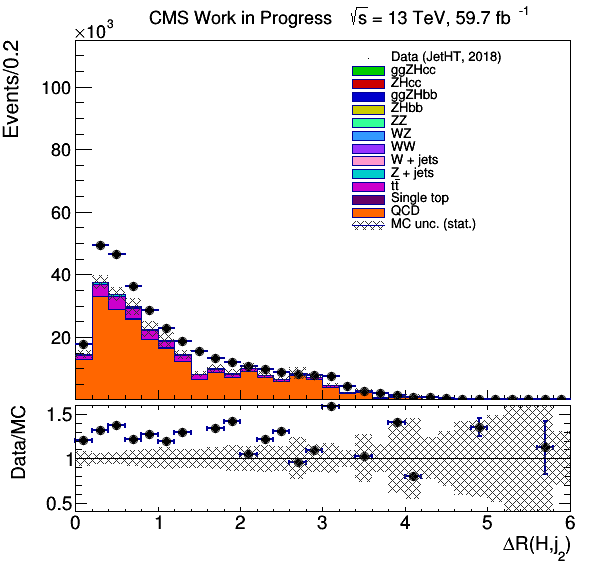 CMS Work in Progress √s = 13 TeV, 59.7 fb⁻¹
×10³
Events/0.2
100
80
60
40
20
Data (JetHT, 2018)
ggZHcc
ZHcc
ggZHbb
ZHbb
ZZ
WZ
WW
W + jets
Z + jets
tt̄
Single top
QCD
MC unc. (stat.)
Data/MC
1.5
1
0.5
0 1 2 3 4 5 6
ΔR(H,j₂)